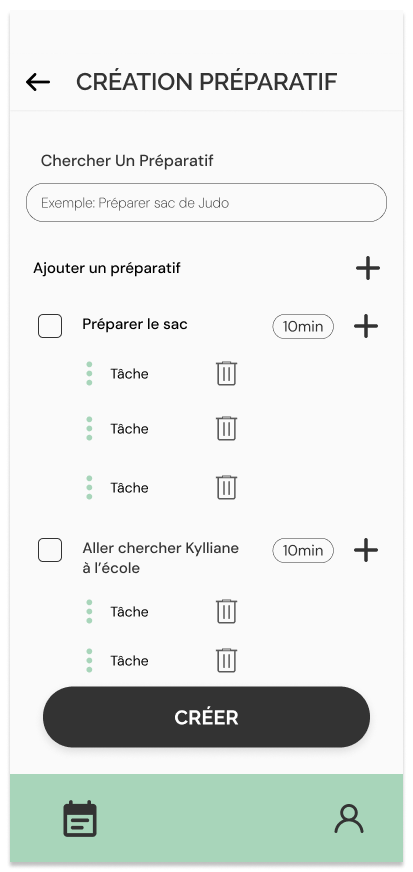 CRÉATION PRÉPARATIF
Chercher Un Préparatif
Exemple: Préparer sac de Judo
Ajouter un préparatif
Préparer le sac 10min
Tâche
Tâche
Tâche
Aller chercher Kylliane 10min
à l'école
Tâche
Tâche
CRÉER